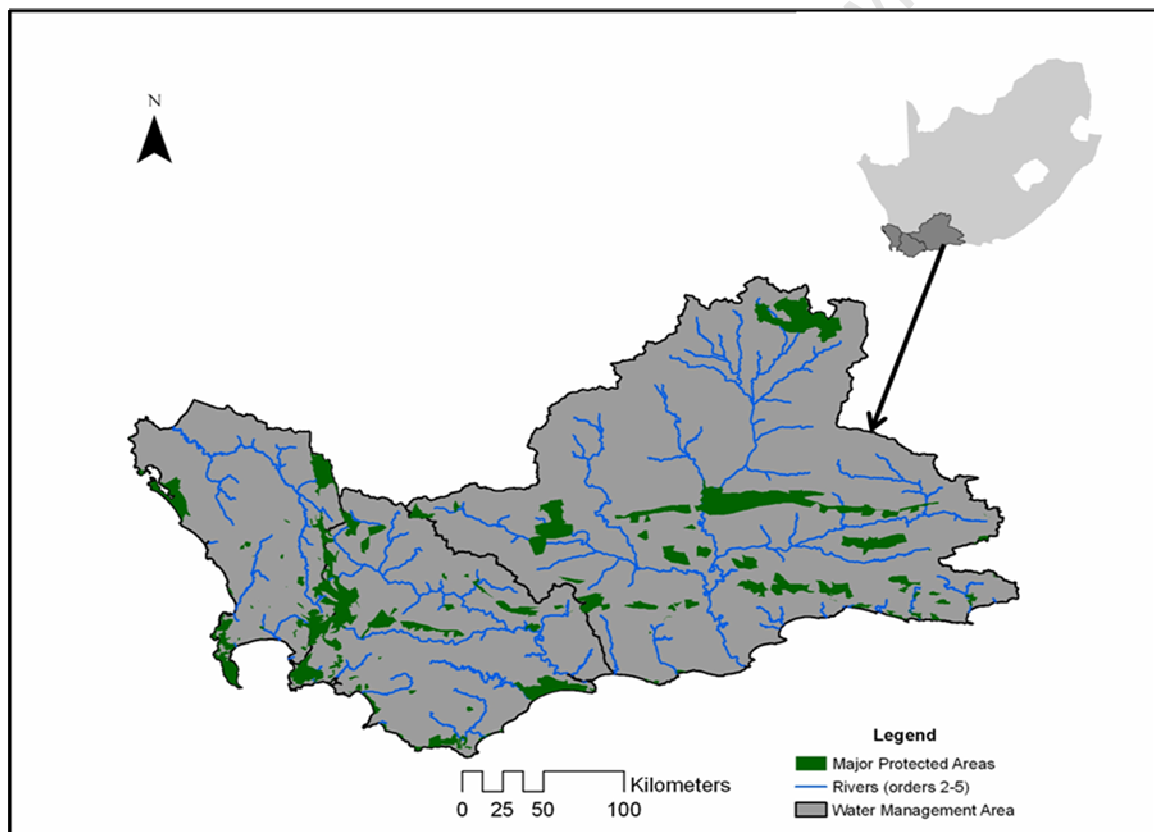 N
Legend
Major Protected Areas
Rivers (orders 2-5)
Water Management Area
Kilometers
0 25 50 100